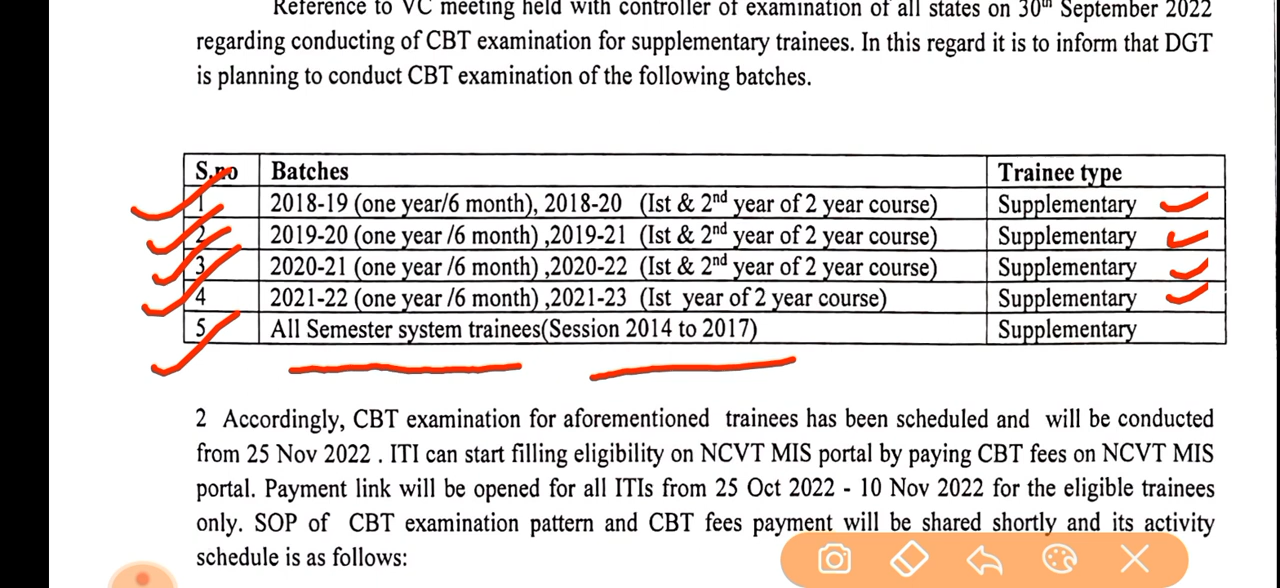 Reference to VC meeting held with controller of examination of all states on 30th September 2022
regarding conducting of CBT examination for supplementary trainees. In this regard it is to inform that DGT
is planning to conduct CBT examination of the following batches.
S.no Batches Trainee type
1 2018-19 (one year/6 month), 2018-20 (Ist & 2nd year of 2 year course) Supplementary
2 2019-20 (one year /6 month) ,2019-21 (Ist & 2nd year of 2 year course) Supplementary
3 2020-21 (one year /6 month) ,2020-22 (Ist & 2nd year of 2 year course) Supplementary
4 2021-22 (one year /6 month) ,2021-23 (Ist year of 2 year course) Supplementary
5 All Semester system trainees(Session 2014 to 2017) Supplementary
2 Accordingly, CBT examination for aforementioned trainees has been scheduled and will be conducted
from 25 Nov 2022 . ITI can start filling eligibility on NCVT MIS portal by paying CBT fees on NCVT MIS
portal. Payment link will be opened for all ITIs from 25 Oct 2022 - 10 Nov 2022 for the eligible trainees
only. SOP of CBT examination pattern and CBT fees payment will be shared shortly and its activity
schedule is as follows: